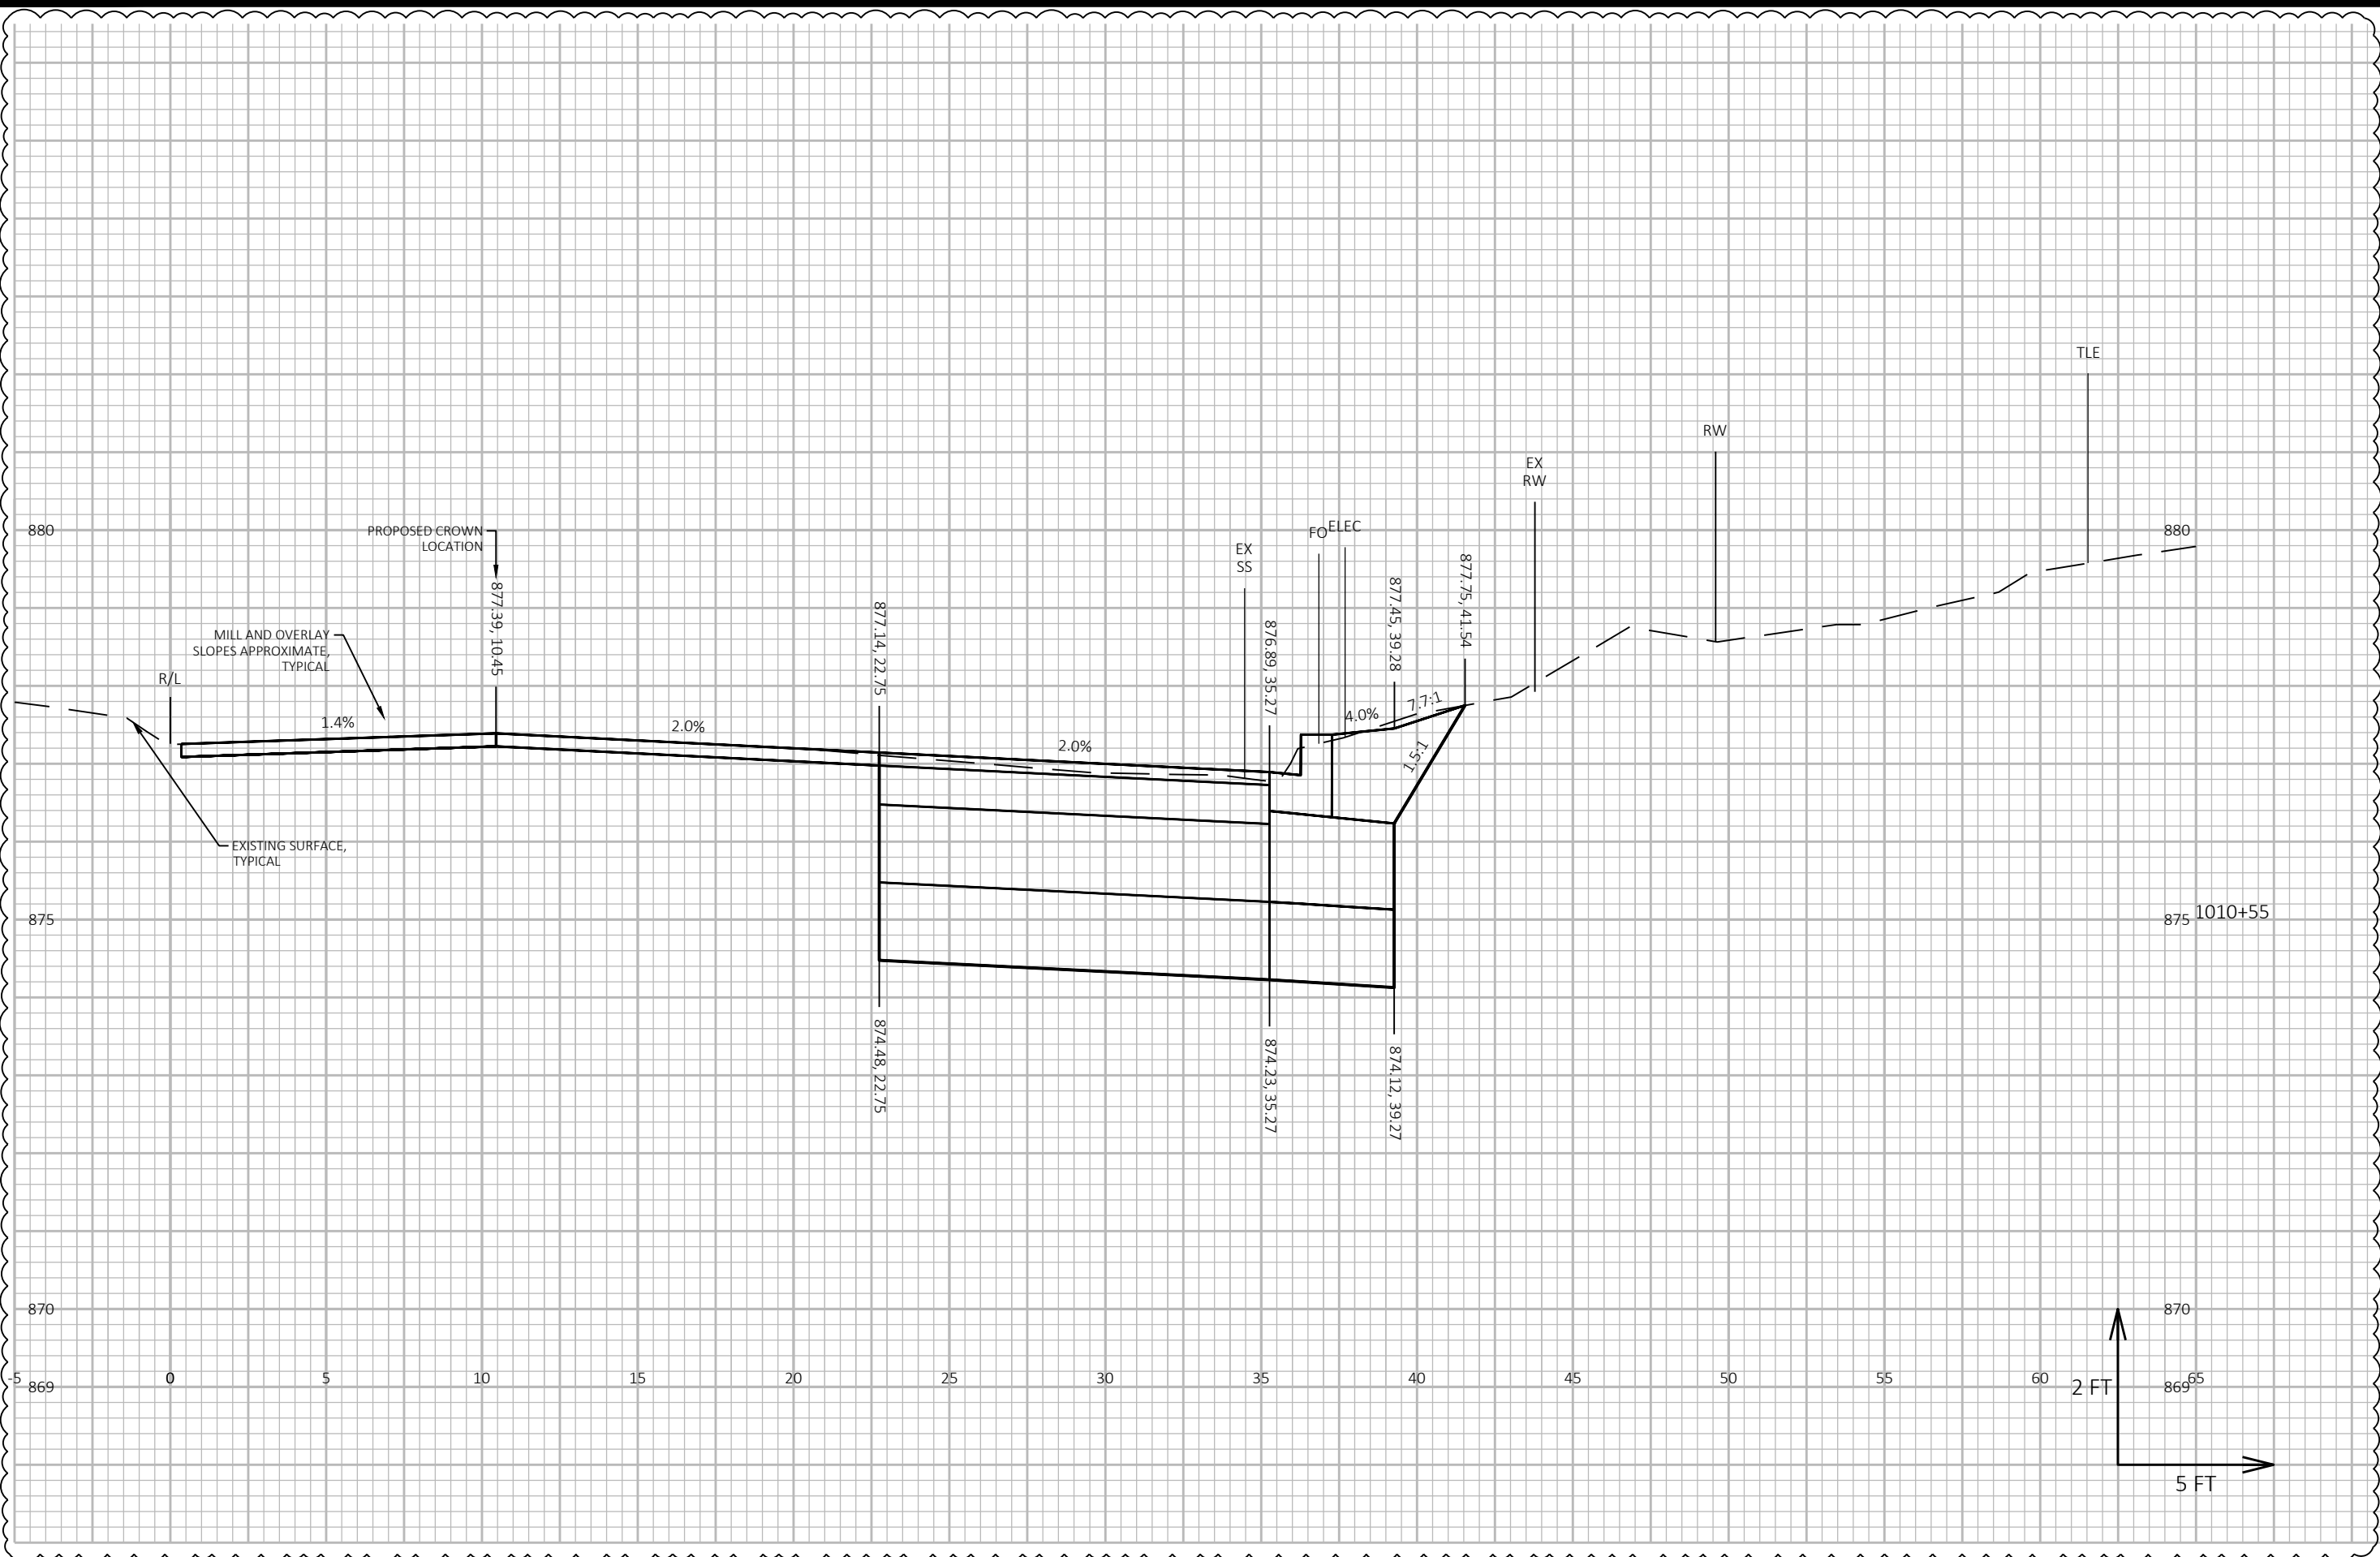 TLE
RW
EX
RW
880
PROPOSED CROWN
LOCATION
FO
ELEC
880
EX
SS
877.39, 10.45
877.14, 22.75
876.89, 35.27
877.45, 39.28
877.75, 41.54
MILL AND OVERLAY
SLOPES APPROXIMATE,
TYPICAL
R/L
1.4%
2.0%
2.0%
4.0%
7.7:1
1.5:1
EXISTING SURFACE,
TYPICAL
875
875
1010+55
874.48, 22.75
874.23, 35.27
874.12, 39.27
870
870
-5
0
5
10
15
20
25
30
35
40
45
50
55
60
65
869
869
2 FT
5 FT